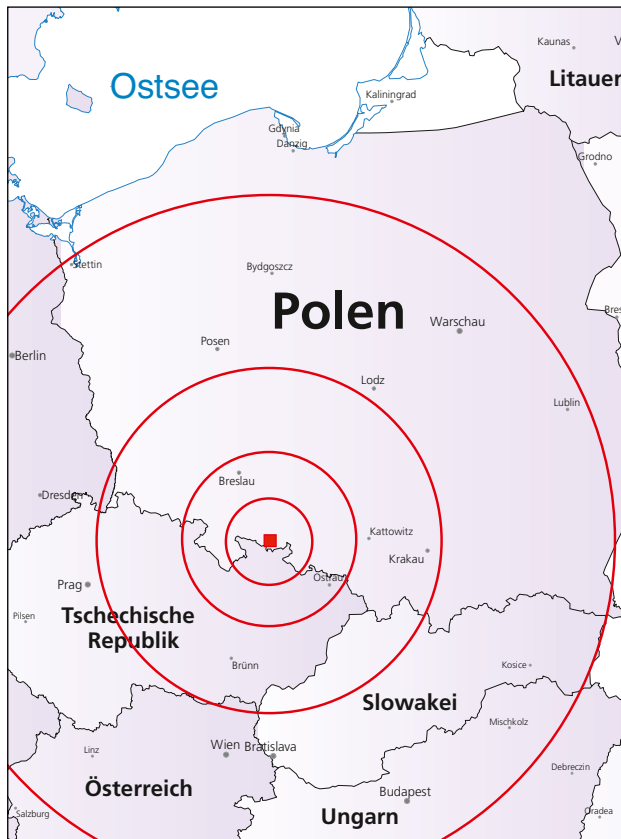 Kaunas
V
Ostsee
Litauen
Kaliningrad
Gdynia
Danzig
Grodno
Stettin
Bydgoszcz
Polen
Bres
Warschau
Posen
Berlin
Lodz
Lublin
Breslau
Dresden
Kattowitz
Krakau
Ostrau
Prag
Tschechische
Republik
Pilsen
Brünn
Kosice
Slowakei
Mischkolz
Linz
Wien
Bratislava
Debreczin
Österreich
Budapest
Salzburg
Ungarn
Oradea